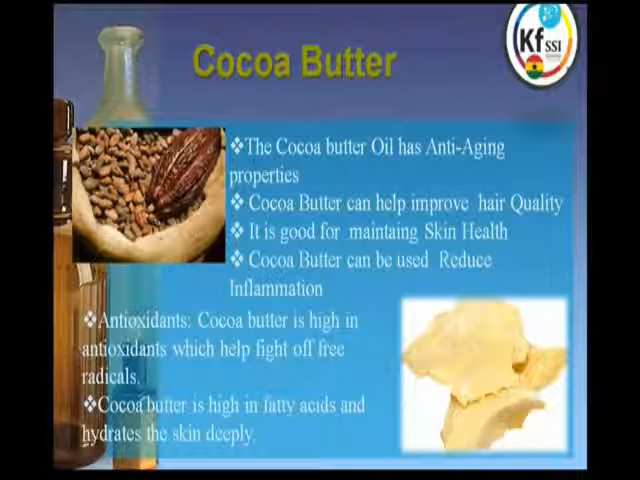 Cocoa Butter
Kf SSI
❖The Cocoa butter Oil has Anti-Aging
properties
❖ Cocoa Butter can help improve hair Quality
❖ It is good for maintaing Skin Health
❖ Cocoa Butter can be used Reduce
Inflammation
❖Antioxidants: Cocoa butter is high in
antioxidants which help fight off free
radicals.
❖Cocoa butter is high in fatty acids and
hydrates the skin deeply.